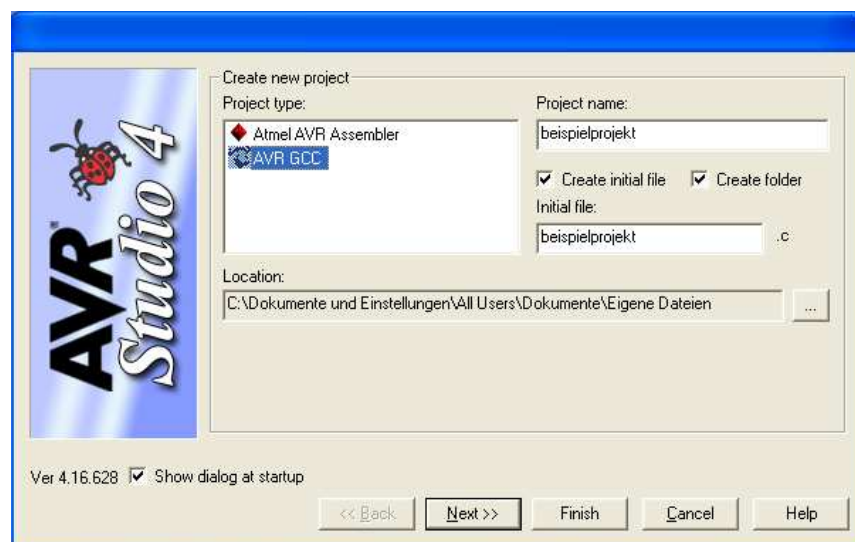 AVR® Studio 4
Create new project
Project type:
Atmel AVR Assembler
AVR GCC
Project name:
beispielprojekt
Create initial file
Create folder
Initial file:
beispielprojekt .c
Location:
C:\Dokumente und Einstellungen\All Users\Dokumente\Eigene Dateien
...
Ver 4.16.628 Show dialog at startup
<< Back Next >> Finish Cancel Help